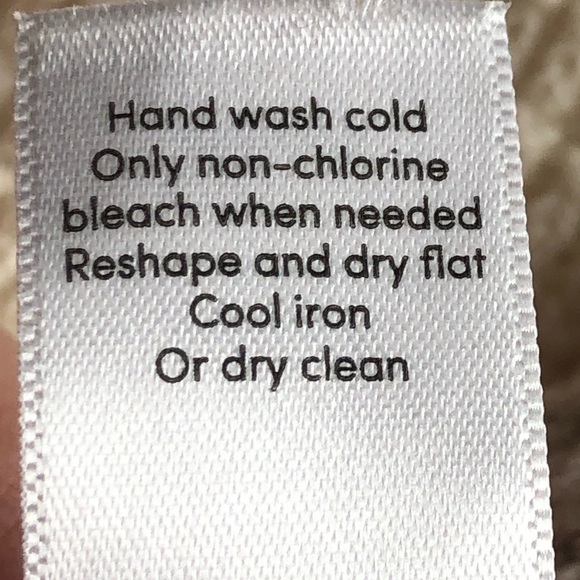 Hand wash cold
Only non-chlorine
bleach when needed
Reshape and dry flat
Cool iron
Or dry clean